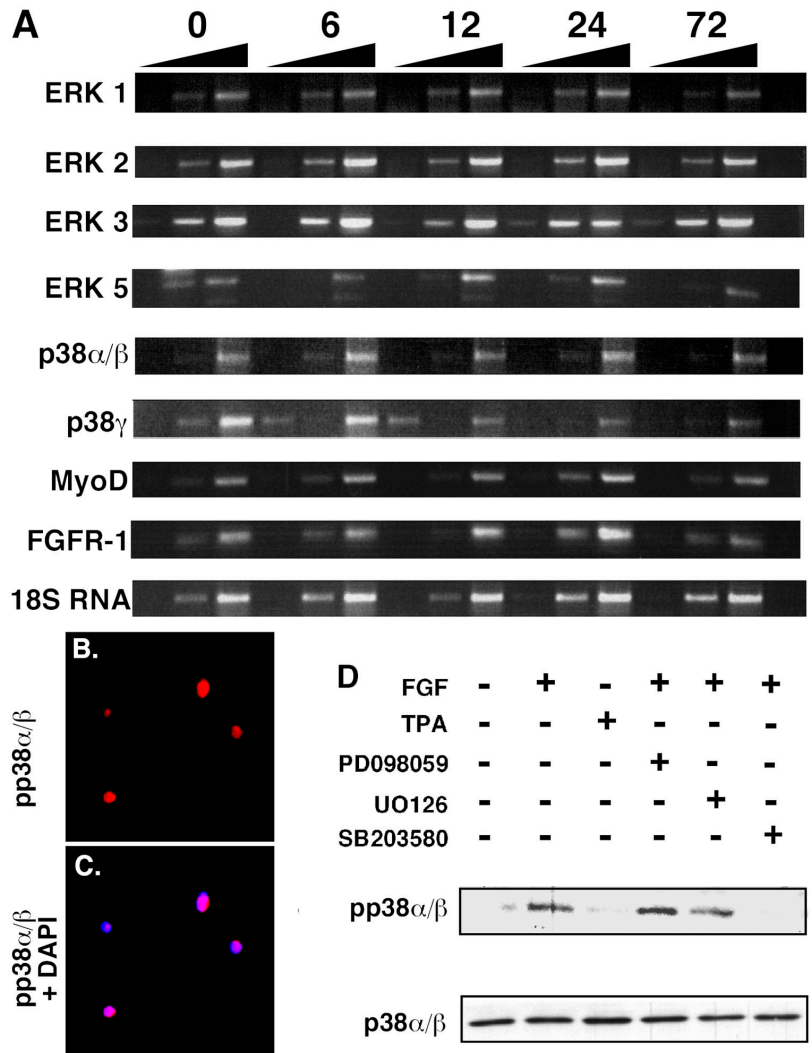 A 0 6 12 24 72
ERK 1
ERK 2
ERK 3
ERK 5
p38α/β
p38γ
MyoD
FGFR-1
18S RNA
B.
pp38α/β
C.
pp38α/β
+ DAPI
D FGF - + - + + +
TPA - - + - - -
PD098059 - - - + - -
UO126 - - - - + -
SB203580 - - - - - +
pp38α/β
p38α/β